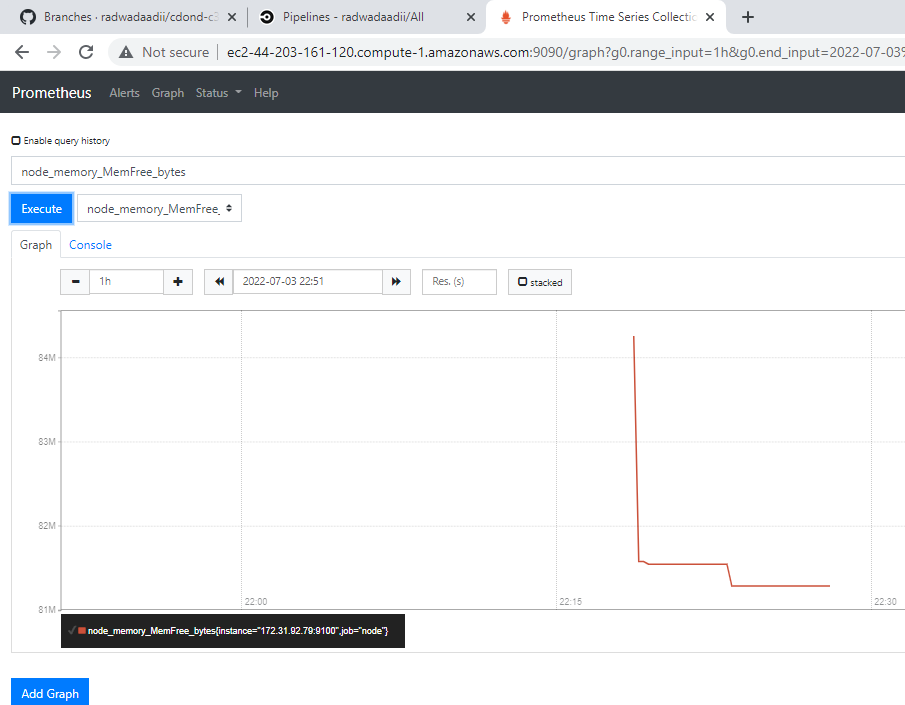 Branches · radwadaadii/cdond-c3
Pipelines - radwadaadii/All
Prometheus Time Series Collectio
Not secure
ec2-44-203-161-120.compute-1.amazonaws.com:9090/graph?g0.range_input=1h&g0.end_input=2022-07-03%
Prometheus Alerts Graph Status Help
Enable query history
node_memory_MemFree_bytes
Execute node_memory_MemFree_
Graph Console
1h 2022-07-03 22:51 Res. (s) stacked
84M
83M
82M
81M
22:00 22:15 22:30
node_memory_MemFree_bytes{instance="172.31.92.79:9100",job="node"}
Add Graph